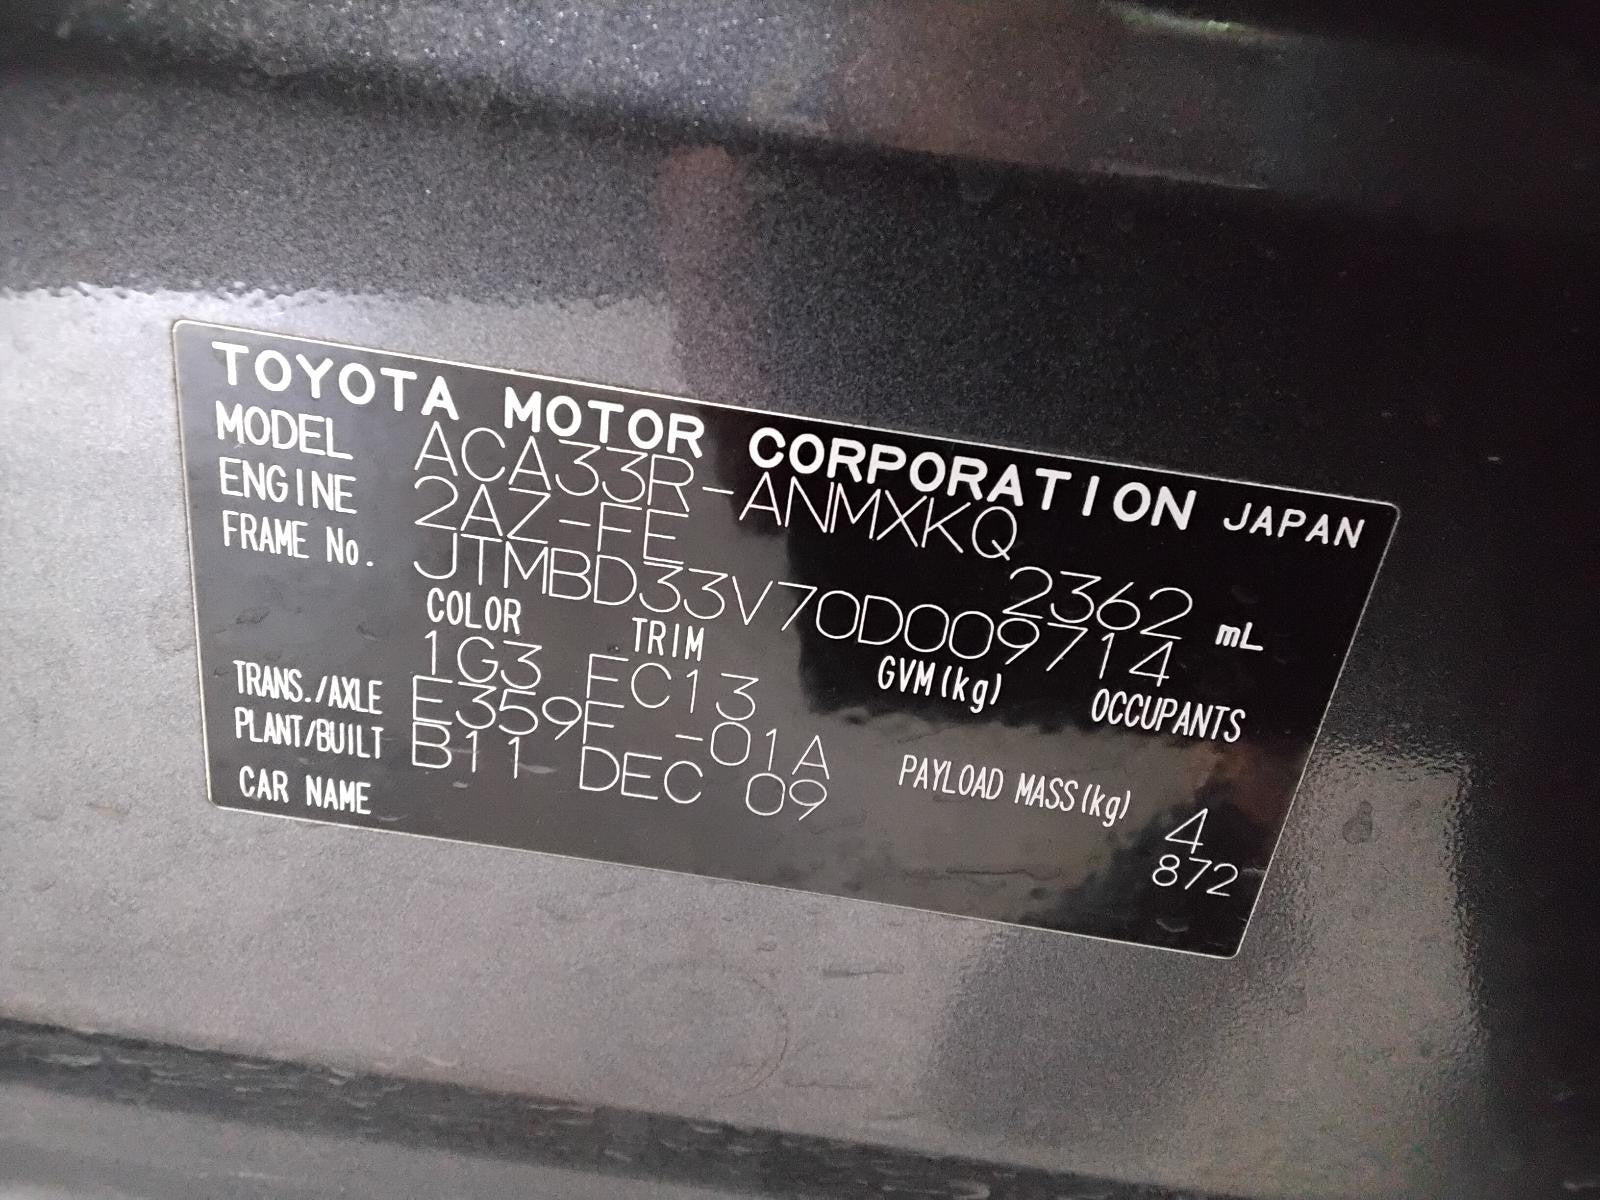 TOYOTA MOTOR CORPORATION JAPAN
MODEL ACA33R-ANMXKQ
ENGINE 2AZ-FE 2362 mL
FRAME No. JTMBD33V70D009714
COLOR TRIM GVM(kg) OCCUPANTS
1G3 FC13 4
TRANS./AXLE E359F -01A PAYLOAD MASS(kg) 872
PLANT/BUILT B11 DEC 09
CAR NAME